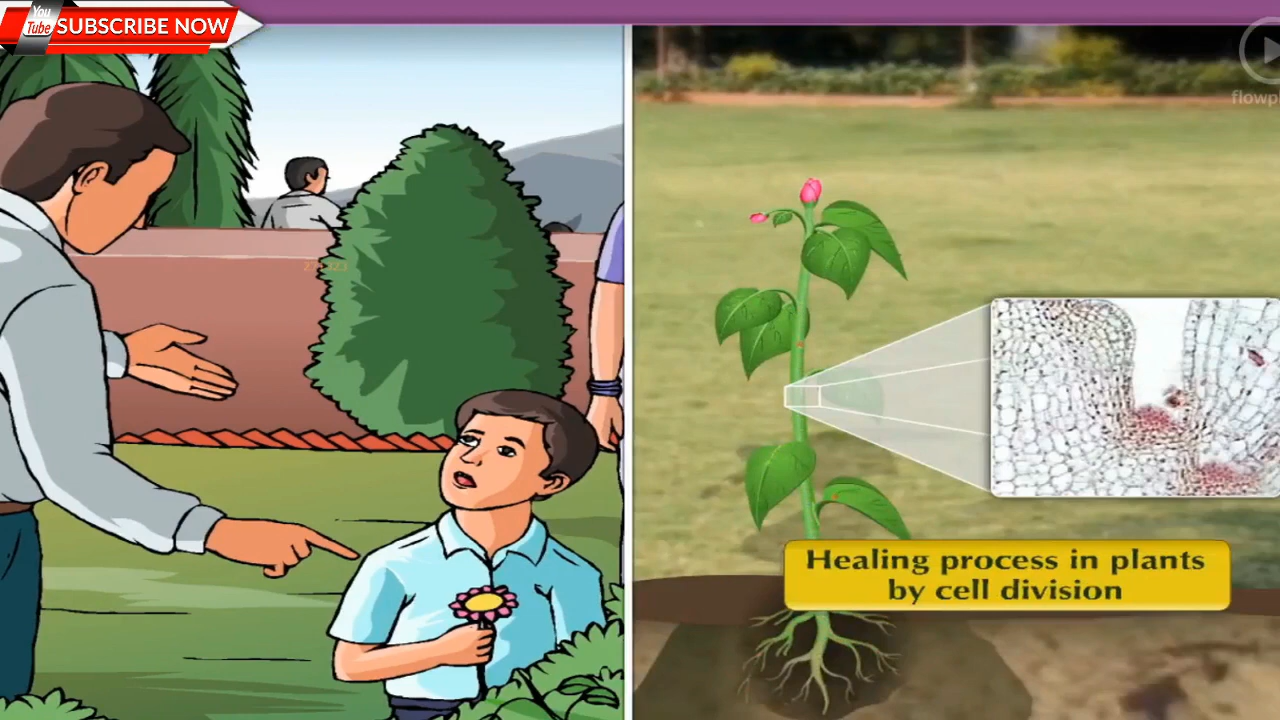 You
Tube
SUBSCRIBE NOW
Healing process in plants
by cell division